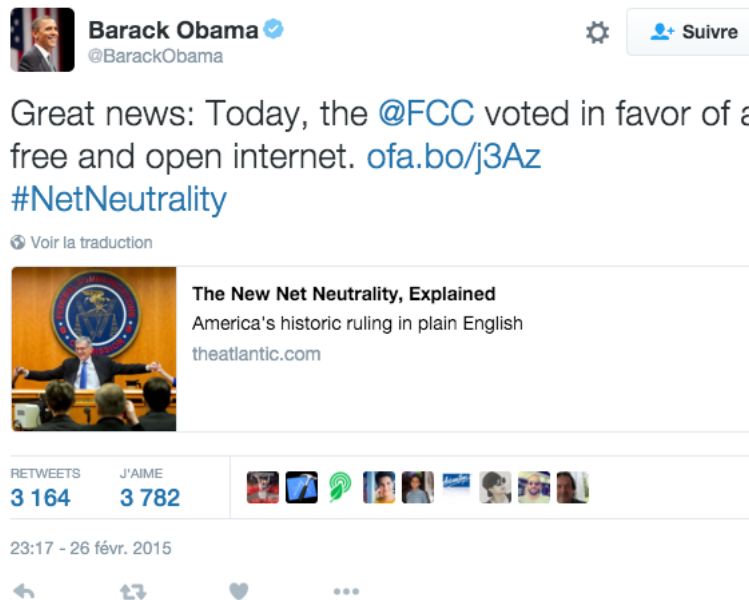 Barack Obama
@BarackObama
Suivre
Great news: Today, the @FCC voted in favor of a
free and open internet. ofa.bo/j3Az
#NetNeutrality
Voir la traduction
The New Net Neutrality, Explained
America's historic ruling in plain English
theatlantic.com
RETWEETS J'AIME
3 164 3 782
23:17 - 26 févr. 2015